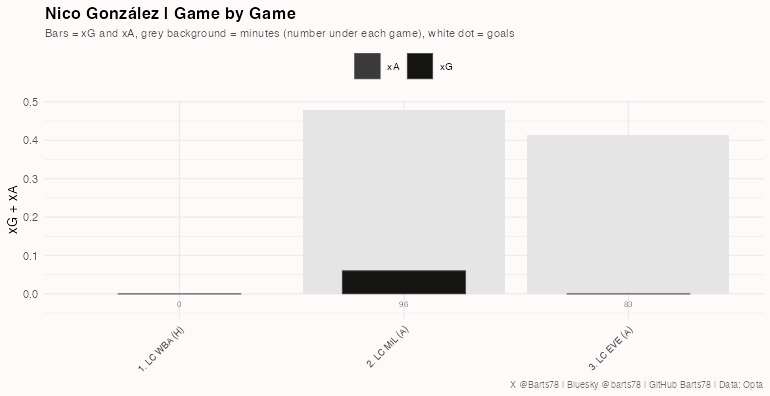 Nico González | Game by Game
Bars = xG and xA, grey background = minutes (number under each game), white dot = goals
xA xG
xG + xA
0.5
0.4
0.3
0.2
0.1
0.0
0 96 83
1. LC WBA (H) 2. LC MIL (A) 3. LC EVE (A)
X @Barts78 | Bluesky @barts78 | GitHub Barts78 | Data: Opta